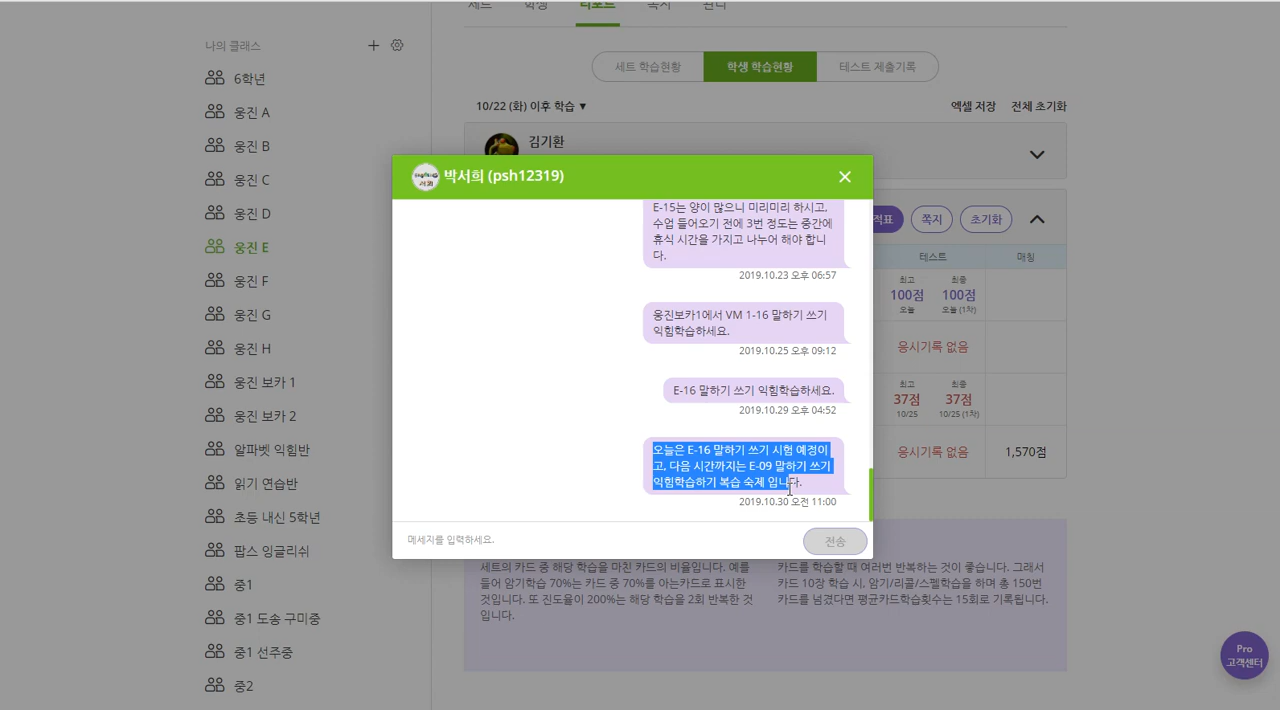 세트 학생 리포트 쪽지 관리
나의 클래스
6학년
웅진 A
웅진 B
웅진 C
웅진 D
웅진 E
웅진 F
웅진 G
웅진 H
웅진 보카 1
웅진 보카 2
알파벳 익힘반
읽기 연습반
초등 내신 5학년
팝스 잉글리쉬
중1
중1 도송 구미중
중1 선주중
중2
세트 학습현황 학생 학습현황 테스트 제출기록
10/22 (화) 이후 학습 ▼ 엑셀 저장 전체 초기화
김기환
박서희 (psh12319)
E-15는 양이 많으니 미리미리 하시고,
수업 들어오기 전에 3번 정도는 중간에
휴식 시간을 가지고 나누어 해야 합니
다.
2019.10.23 오후 06:57
웅진보카1에서 VM 1-16 말하기 쓰기
익힘학습하세요.
2019.10.25 오후 09:12
E-16 말하기 쓰기 익힘학습하세요.
2019.10.29 오후 04:52
오늘은 E-16 말하기 쓰기 시험 예정이
고, 다음 시간까지는 E-09 말하기 쓰기
익힘학습하기 복습 숙제 입니다.
2019.10.30 오전 11:00
메세지를 입력하세요. 전송
적표 쪽지 초기화
테스트 매칭
최고 최종
100점 100점
오늘 오늘 (1차)
응시기록 없음
최고 최종
37점 37점
10/25 10/25 (1차)
응시기록 없음 1,570점
세트의 카드 중 해당 학습을 마친 카드의 비율입니다. 예를
들어 암기학습 70%는 카드 중 70%를 아는카드로 표시한
것입니다. 또 진도율이 200%는 해당 학습을 2회 반복한 것
입니다.
카드를 학습할 때 여러번 반복하는 것이 좋습니다. 그래서
카드 10장 학습 시, 암기/리콜/스펠학습을 하며 총 150번
카드를 넘겼다면 평균카드학습횟수는 15회로 기록됩니다.
Pro
고객센터